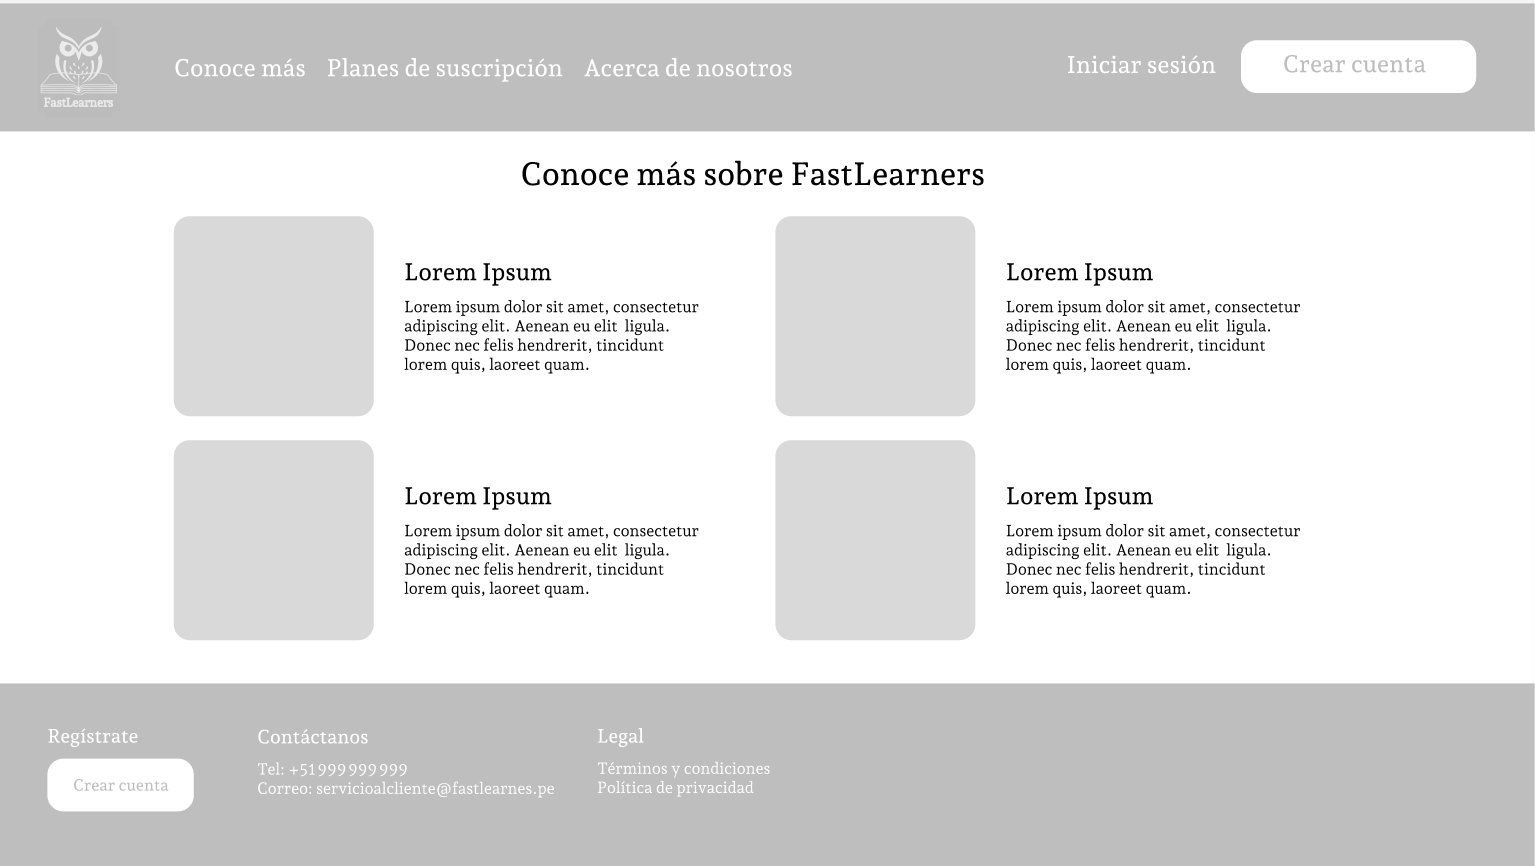 FastLearners
Conoce más
Planes de suscripción
Acerca de nosotros
Iniciar sesión
Crear cuenta
Conoce más sobre FastLearners
Lorem Ipsum
Lorem ipsum dolor sit amet, consectetur
adipiscing elit. Aenean eu elit  ligula.
Donec nec felis hendrerit, tincidunt
lorem quis, laoreet quam.
Lorem Ipsum
Lorem ipsum dolor sit amet, consectetur
adipiscing elit. Aenean eu elit  ligula.
Donec nec felis hendrerit, tincidunt
lorem quis, laoreet quam.
Lorem Ipsum
Lorem ipsum dolor sit amet, consectetur
adipiscing elit. Aenean eu elit  ligula.
Donec nec felis hendrerit, tincidunt
lorem quis, laoreet quam.
Lorem Ipsum
Lorem ipsum dolor sit amet, consectetur
adipiscing elit. Aenean eu elit  ligula.
Donec nec felis hendrerit, tincidunt
lorem quis, laoreet quam.
Regístrate
Crear cuenta
Contáctanos
Tel: +51 999 999 999
Correo: servicioalcliente@fastlearnes.pe
Legal
Términos y condiciones
Política de privacidad